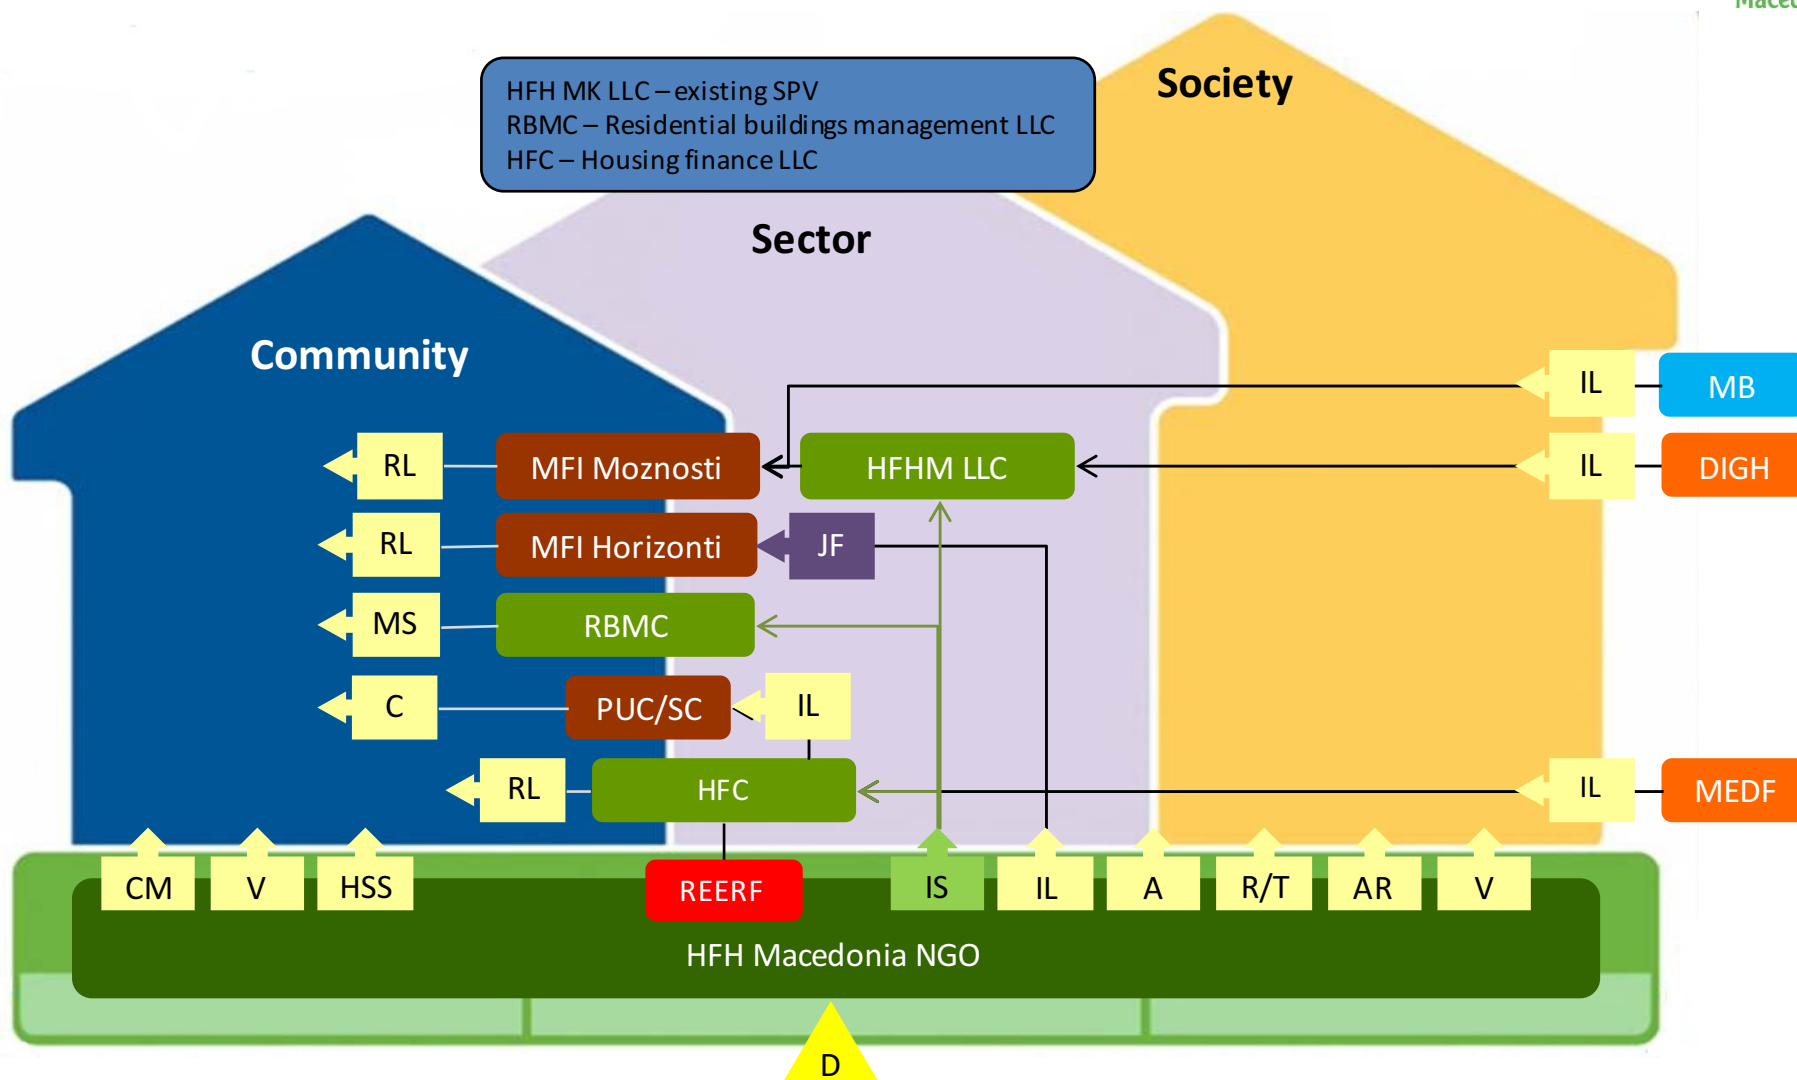 Society
HFH MK LLC – existing SPV
RBMC – Residential buildings management LLC
HFC – Housing finance LLC
Sector
Community
IL
MB
RL
MFI Moznosti
HFHM LLC
IL
DIGH
RL
MFI Horizonti
JF
MS
RBMC
C
PUC/SC
IL
RL
HFC
IL
MEDF
CM
V
HSS
REERF
IS
IL
A
R/T
AR
V
HFH Macedonia NGO
D